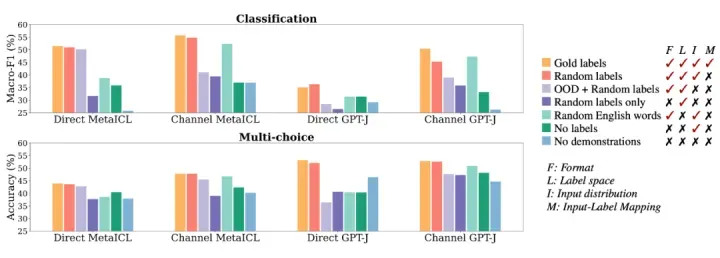 Classification
Macro-F1 (%)
60
55
50
45
40
35
30
25
Direct MetaICL Channel MetaICL Direct GPT-J Channel GPT-J
Multi-choice
Accuracy (%)
60
55
50
45
40
35
30
25
Direct MetaICL Channel MetaICL Direct GPT-J Channel GPT-J
F L I M
Gold labels ✓ ✓ ✓ ✓
Random labels ✓ ✓ ✓ ✗
OOD + Random labels ✓ ✓ ✗ ✗
Random labels only ✗ ✓ ✗ ✗
Random English words ✓ ✗ ✓ ✗
No labels ✗ ✗ ✓ ✗
No demonstrations ✗ ✗ ✗ ✗
F: Format
L: Label space
I: Input distribution
M: Input-Label Mapping